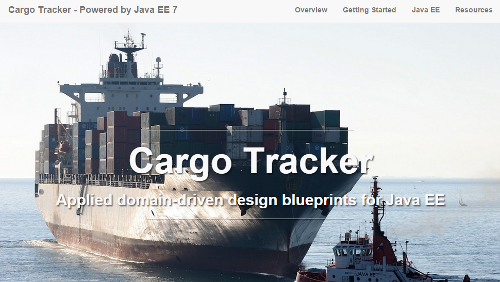 Cargo Tracker - Powered by Java EE 7
Overview Getting Started Java EE Resources
Cargo Tracker
Applied domain-driven design blueprints for Java EE